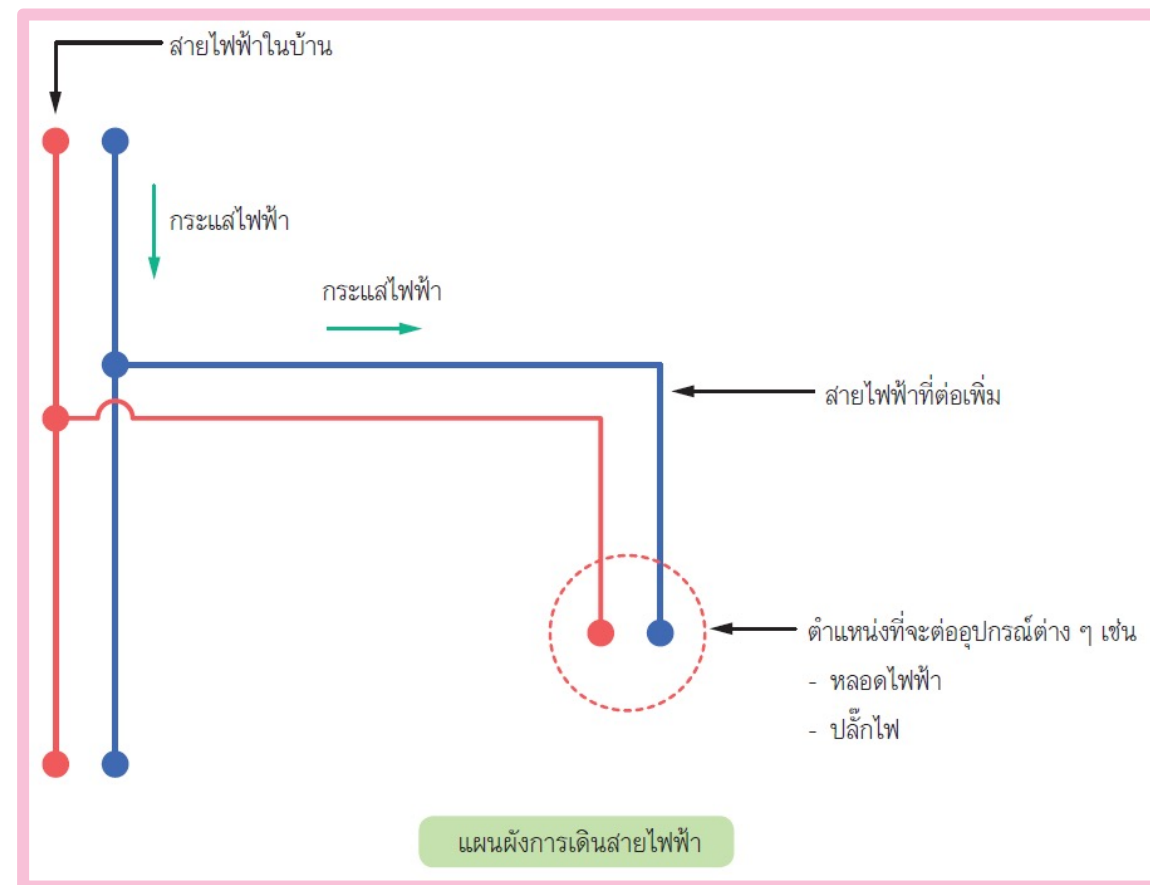 สายไฟฟ้าในบ้าน
กระแสไฟฟ้า
กระแสไฟฟ้า
สายไฟฟ้าที่ต่อเพิ่ม
ตำแหน่งที่จะต่ออุปกรณ์ต่าง ๆ เช่น
- หลอดไฟฟ้า
- ปลั๊กไฟ
แผนผังการเดินสายไฟฟ้า